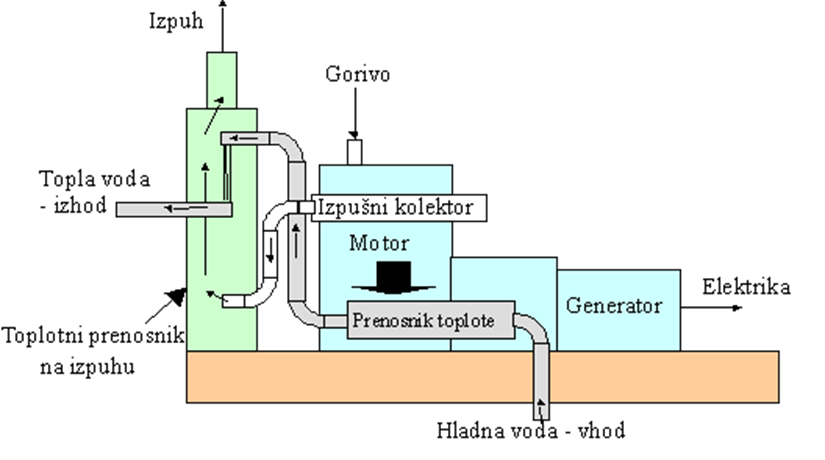 Izpuh
Gorivo
Topla voda
- izhod
Izpušni kolektor
Motor
Elektrika
Generator
Prenosnik toplote
Toplotni prenosnik
na izpuhu
Hladna voda - vhod